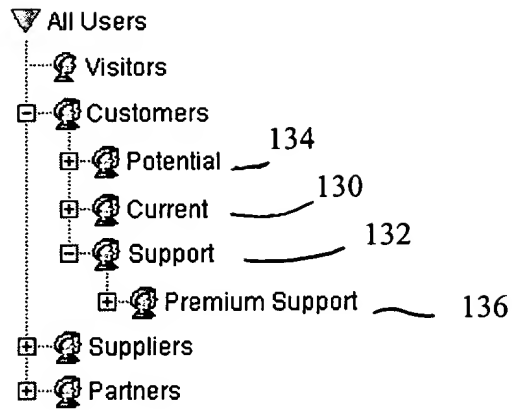 All Users
Visitors
Customers
Potential 134
Current 130
Support 132
Premium Support 136
Suppliers
Partners